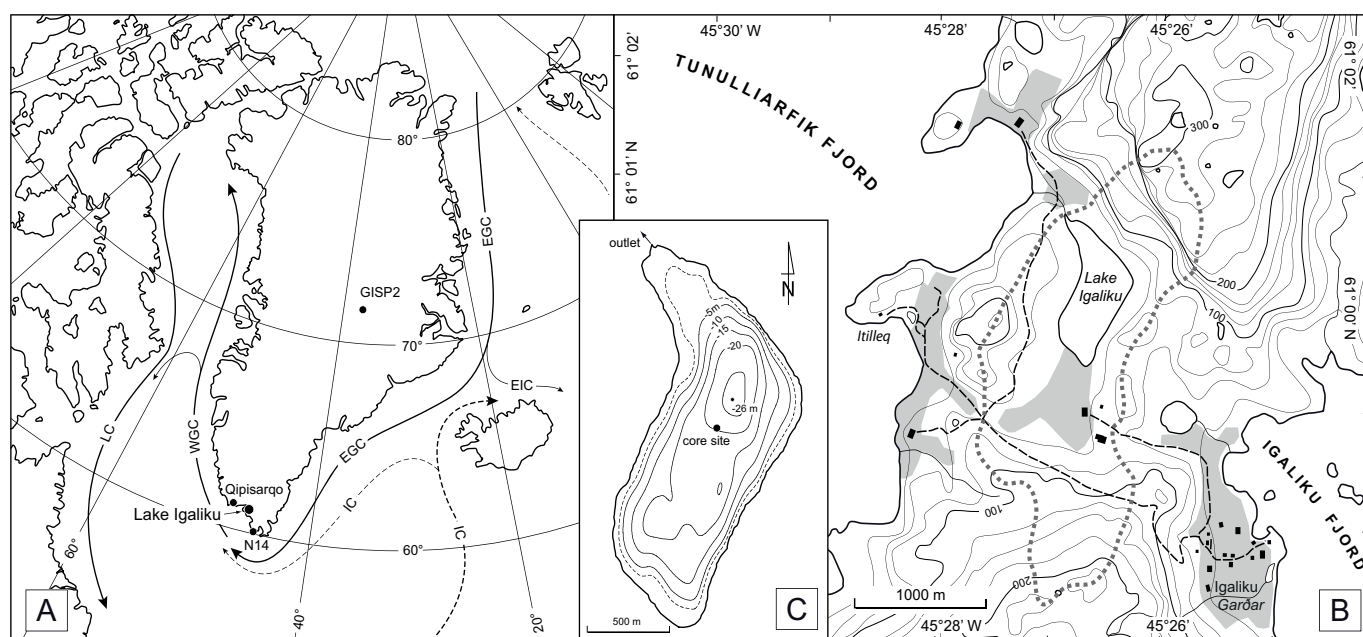 80°
EGC
GISP2
70°
EIC
LC
WGC
EGC
IC
IC
Qipisarqo
Lake Igaliku
N14
60°
60°
40°
20°
A
outlet
N
-5m
-10
-15
-20
-26 m
core site
500 m
C
45°30' W
45°28'
45°26'
61° 02'
61° 01' N
61° 02'
61° 00' N
TUNULLIARFIK FJORD
300
Lake
Igaliku
200
100
Itilleq
IGALIKU FJORD
100
200
Igaliku
Garðar
1000 m
45°28' W
45°26'
B